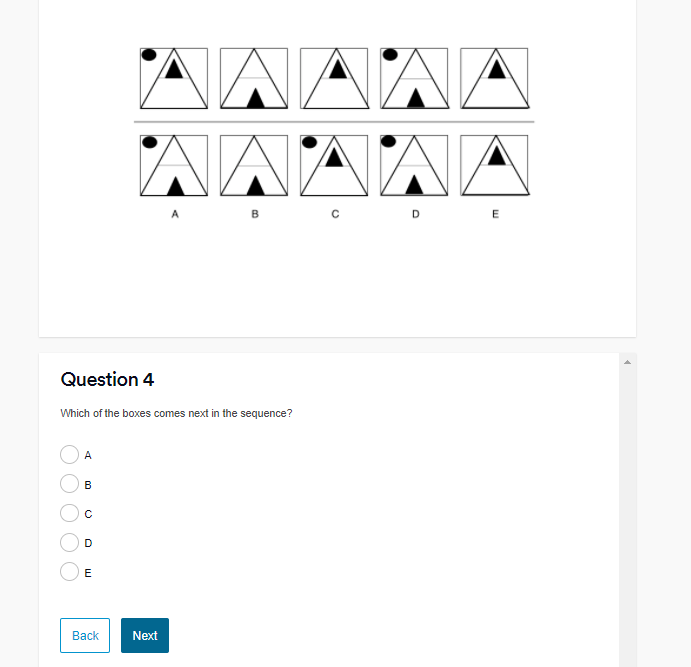 A B C D E
Question 4
Which of the boxes comes next in the sequence?
A
B
C
D
E
Back Next